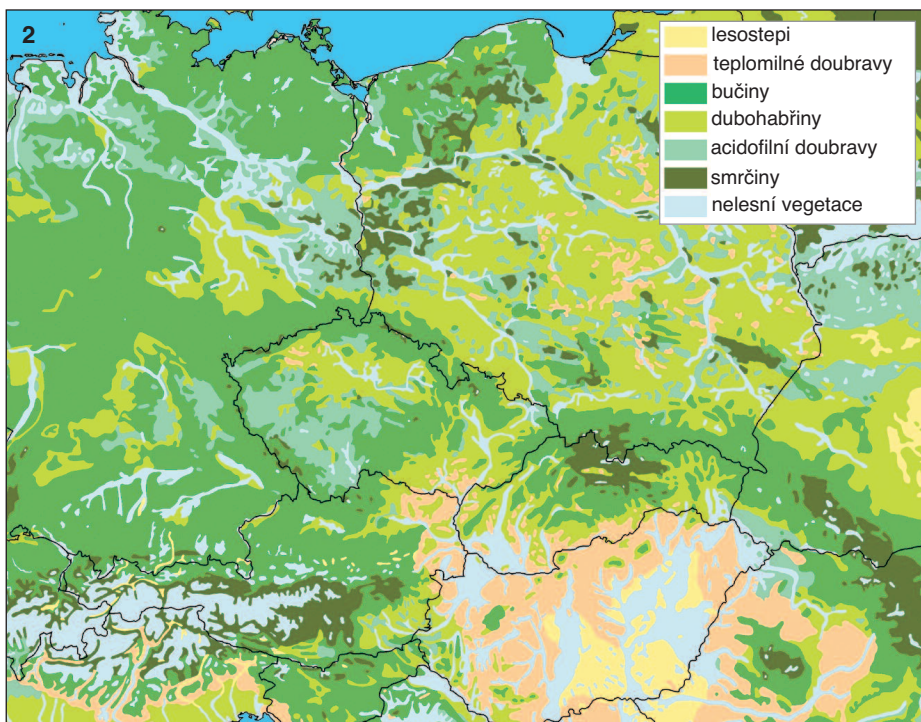 2
lesostepi
teplomilné doubravy
bučiny
dubohabřiny
acidofilní doubravy
smrčiny
nelesní vegetace